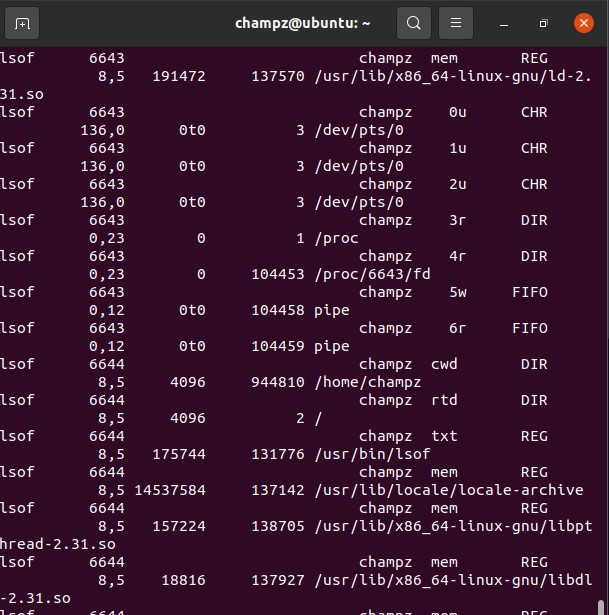 champz@ubuntu: ~
lsof 6643 champz mem REG
8,5 191472 137570 /usr/lib/x86_64-linux-gnu/ld-2.
31.so
lsof 6643 champz 0u CHR
136,0 0t0 3 /dev/pts/0
lsof 6643 champz 1u CHR
136,0 0t0 3 /dev/pts/0
lsof 6643 champz 2u CHR
136,0 0t0 3 /dev/pts/0
lsof 6643 champz 3r DIR
0,23 0 1 /proc
lsof 6643 champz 4r DIR
0,23 0 104453 /proc/6643/fd
lsof 6643 champz 5w FIFO
0,12 0t0 104458 pipe
lsof 6643 champz 6r FIFO
0,12 0t0 104459 pipe
lsof 6644 champz cwd DIR
8,5 4096 944810 /home/champz
lsof 6644 champz rtd DIR
8,5 4096 2 /
lsof 6644 champz txt REG
8,5 175744 131776 /usr/bin/lsof
lsof 6644 champz mem REG
8,5 14537584 137142 /usr/lib/locale/locale-archive
lsof 6644 champz mem REG
8,5 157224 138705 /usr/lib/x86_64-linux-gnu/libpt
hread-2.31.so
lsof 6644 champz mem REG
8,5 18816 137927 /usr/lib/x86_64-linux-gnu/libdl
-2.31.so
lsof 6644 champz mem REG